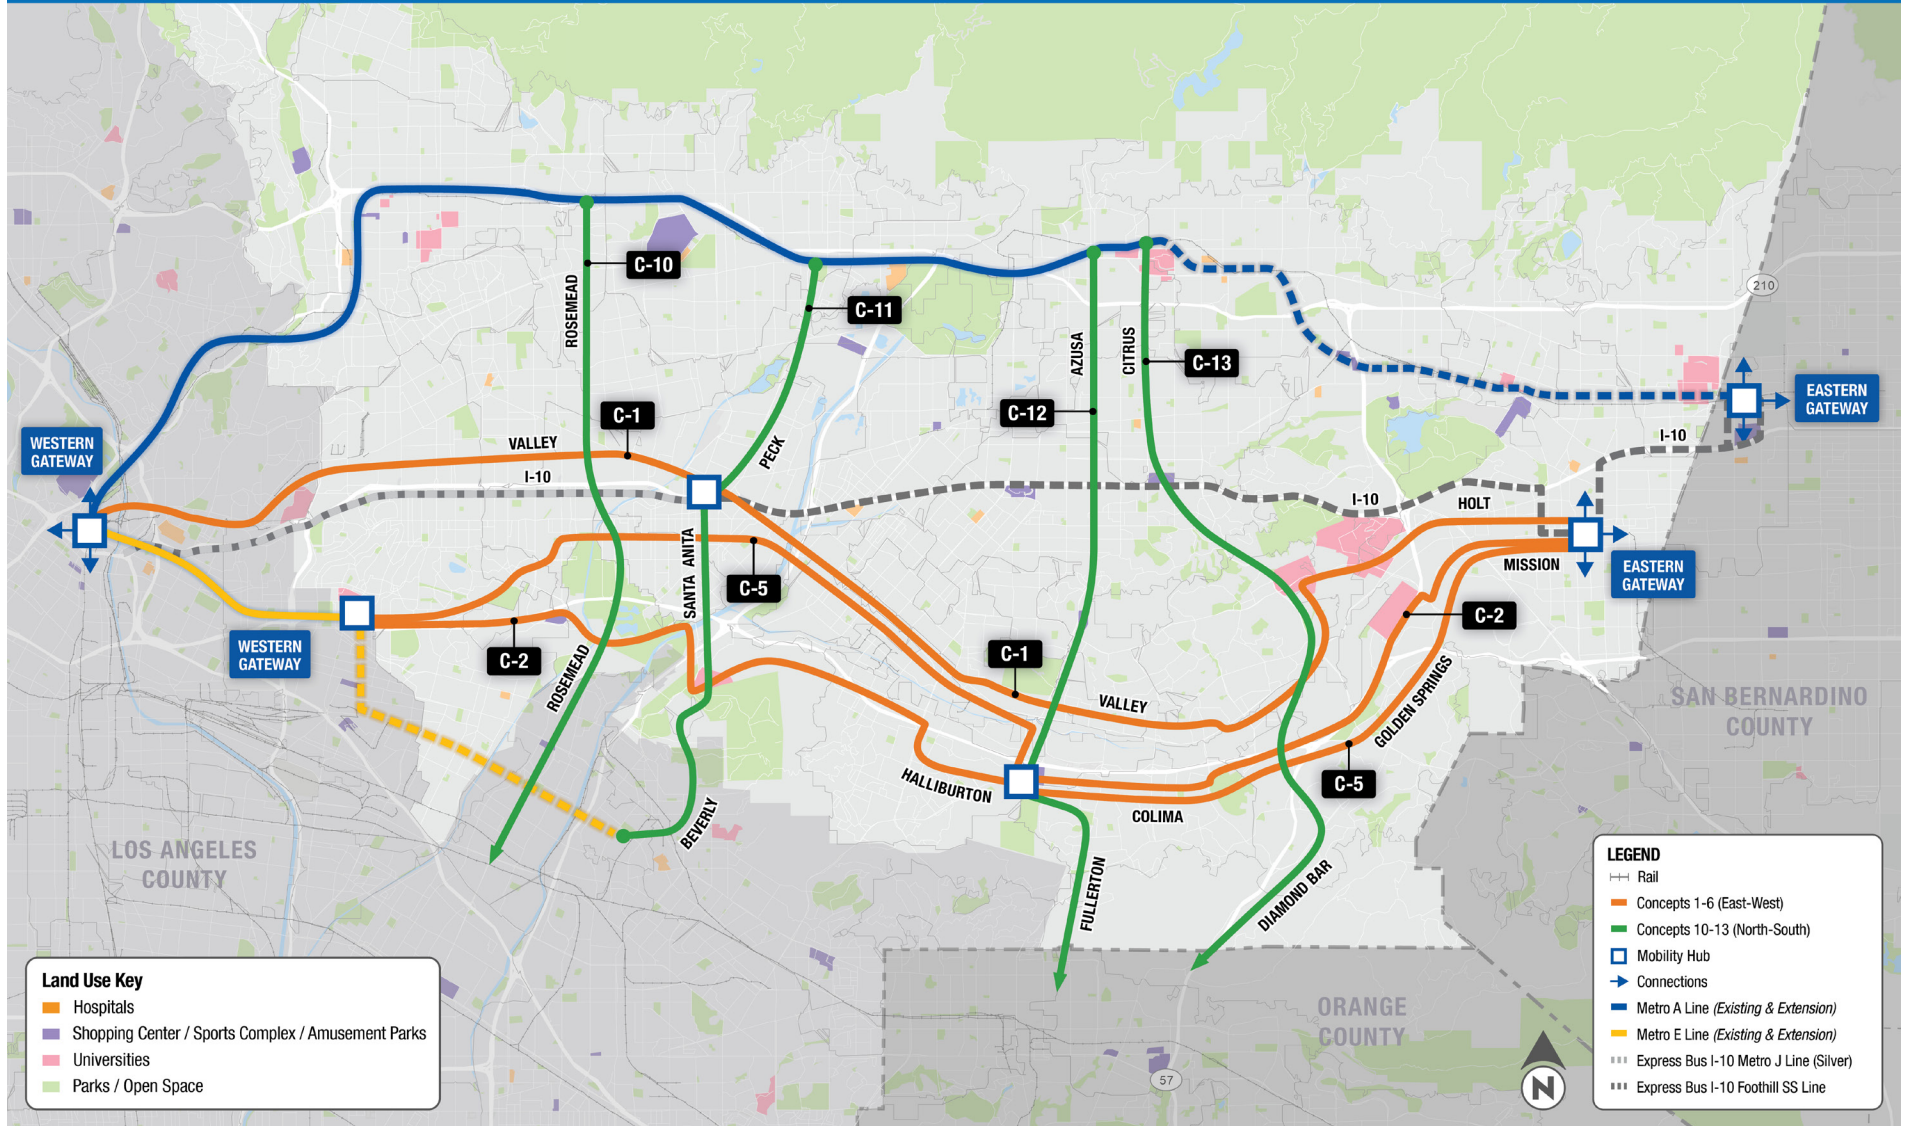 210
ROSEMEAD
C-10
C-11
AZUSA
CITRUS
C-13
C-12
C-1
EASTERN
GATEWAY
WESTERN
GATEWAY
VALLEY
PECK
I-10
I-10
I-10
HOLT
SANTA ANITA
C-5
MISSION
EASTERN
GATEWAY
C-2
WESTERN
GATEWAY
C-2
C-1
ROSEMEAD
VALLEY
GOLDEN SPRINGS
SAN BERNARDINO
COUNTY
HALLIBURTON
COLIMA
C-5
BEVERLY
LOS ANGELES
COUNTY
FULLERTON
DIAMOND BAR
ORANGE
COUNTY
57
N
Land Use Key
Hospitals
Shopping Center / Sports Complex / Amusement Parks
Universities
Parks / Open Space
LEGEND
Rail
Concepts 1-6 (East-West)
Concepts 10-13 (North-South)
Mobility Hub
Connections
Metro A Line (Existing & Extension)
Metro E Line (Existing & Extension)
Express Bus I-10 Metro J Line (Silver)
Express Bus I-10 Foothill SS Line